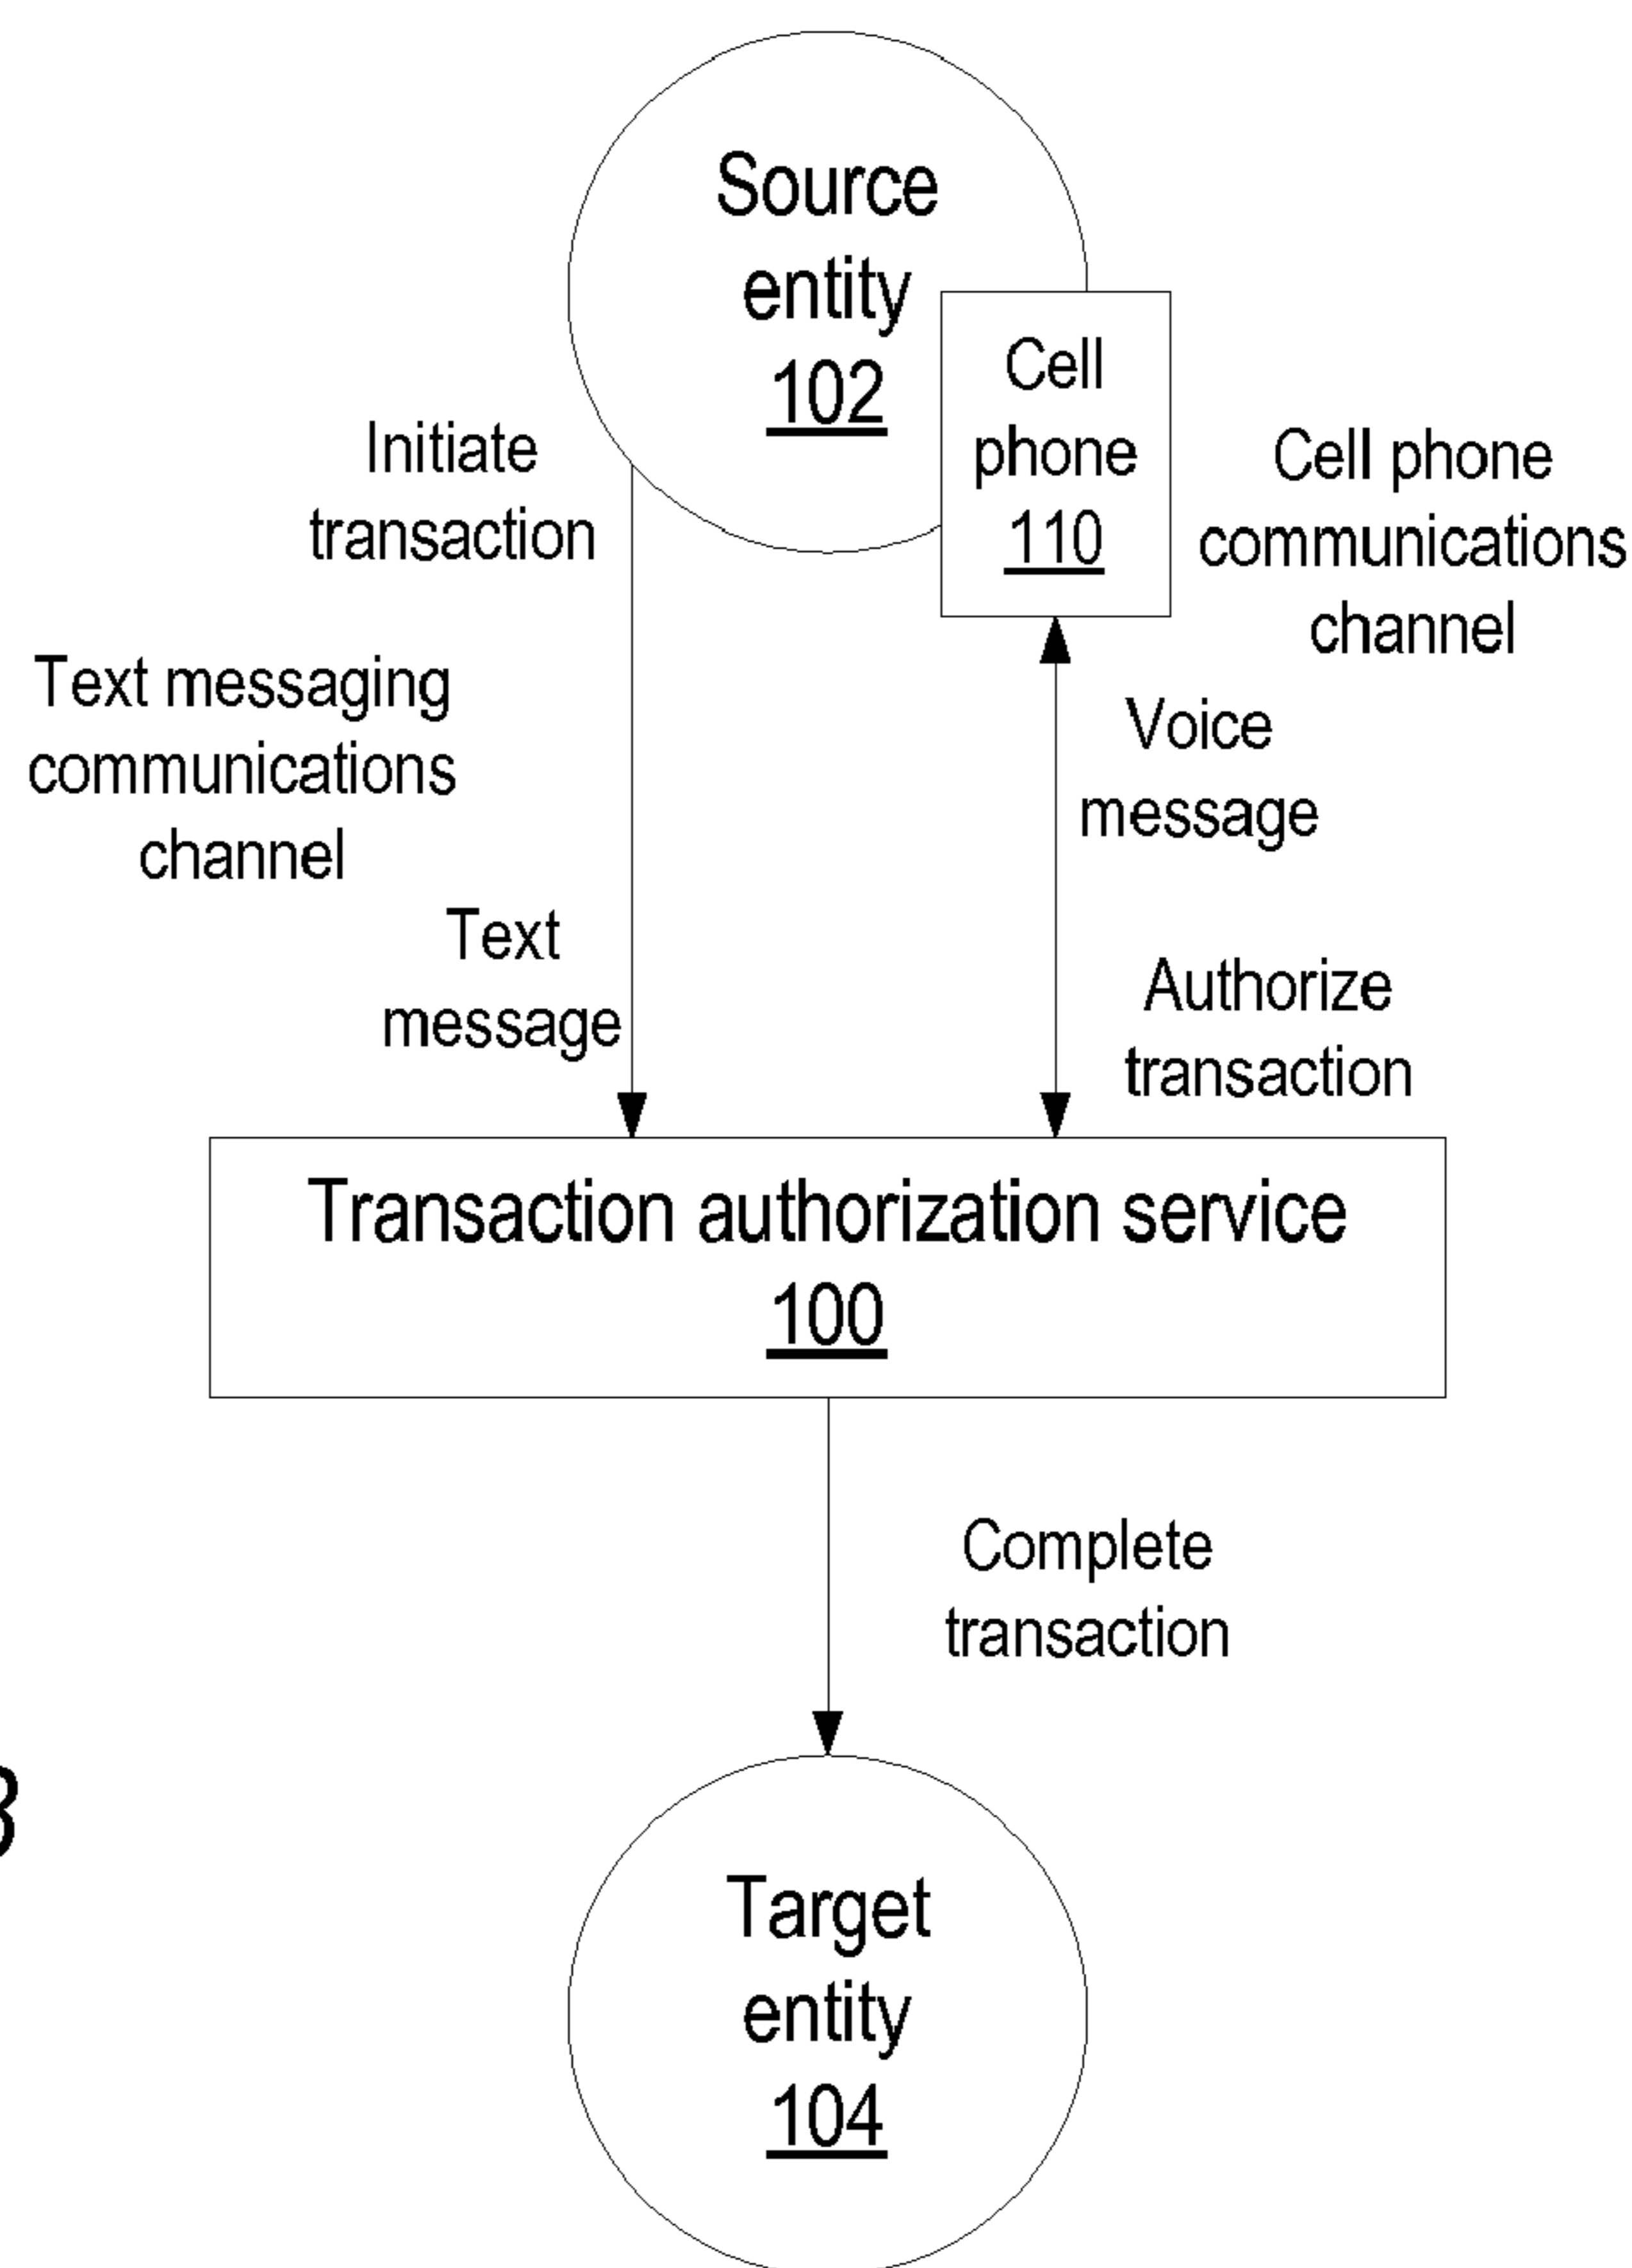 Source
entity
102
Cell
phone
110
Initiate
transaction
Cell phone
communications
channel
Text messaging
communications
channel
Voice
message
Text
message
Authorize
transaction
Transaction authorization service
100
Complete
transaction
Target
entity
104